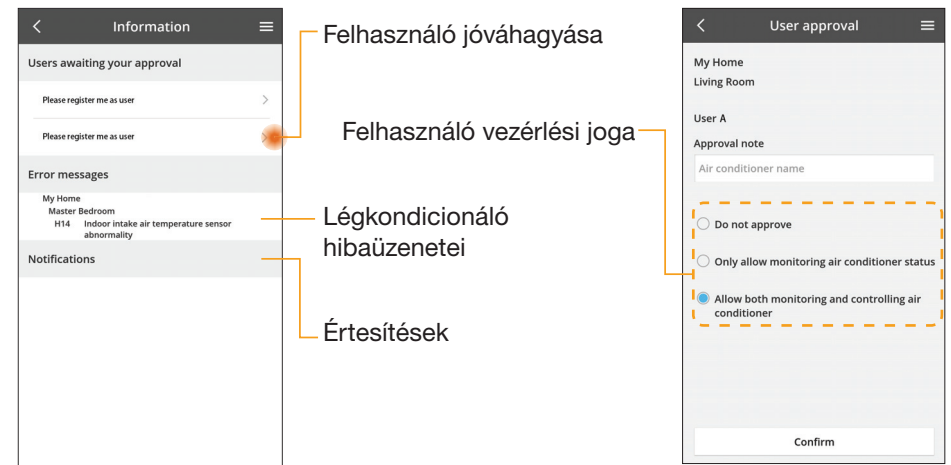 Information
Users awaiting your approval
Please register me as user
Please register me as user
Error messages
My Home
Master Bedroom
H14 Indoor intake air temperature sensor
abnormality
Notifications
Felhasználó jóváhagyása
Felhasználó vezérlési joga
Légkondicionáló
hibaüzenetei
Értesítések
User approval
My Home
Living Room
User A
Approval note
Air conditioner name
Do not approve
Only allow monitoring air conditioner status
Allow both monitoring and controlling air
conditioner
Confirm